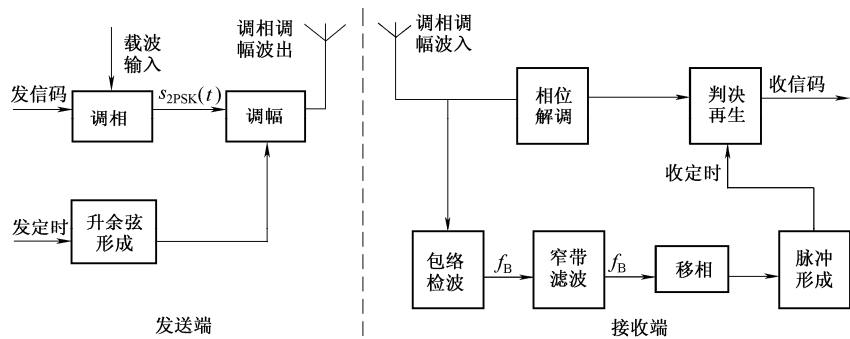 载波
输入
调相调
幅波出
发信码
s2PSK(t)
调相
调幅
发定时
升余弦
形成
发送端
调相调
幅波入
相位
解调
判决
再生
收信码
收定时
包络
检波
fB
窄带
滤波
fB
移相
脉冲
形成
接收端